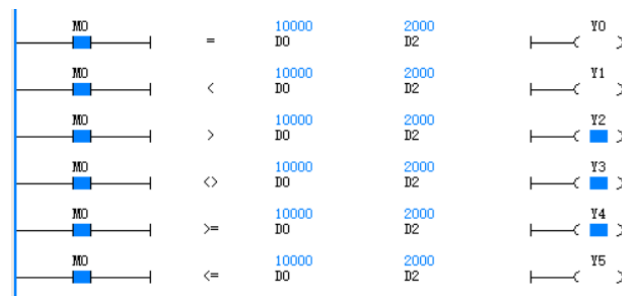 M0 10000 2000 Y0
= D0 D2
M0 10000 2000 Y1
< D0 D2
M0 10000 2000 Y2
> D0 D2
M0 10000 2000 Y3
<> D0 D2
M0 10000 2000 Y4
>= D0 D2
M0 10000 2000 Y5
<= D0 D2